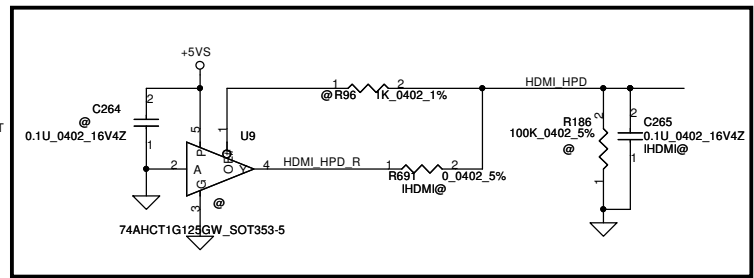 +5VS
C264
@
0.1U_0402_16V4Z
2
1
5
P
1
OE#
U9
2
A
Y
4
HDMI_HPD_R
G
3
@
74AHCT1G125GW_SOT353-5
1
2
@R96
1K_0402_1%
HDMI_HPD
1
2
R691
0_0402_5%
IHDMI@
R186
100K_0402_5%
@
2
1
C265
0.1U_0402_16V4Z
IHDMI@
2
1
T